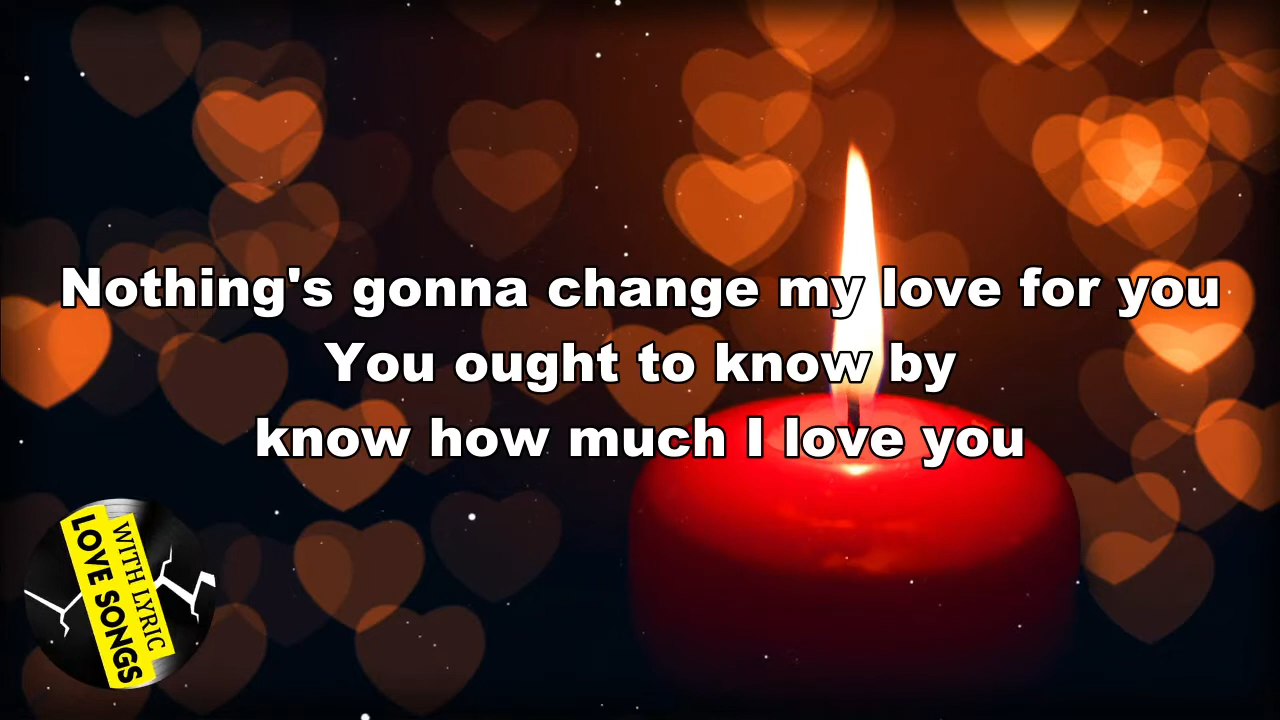 Nothing's gonna change my love for you
You ought to know by
know how much I love you
WITH LYRIC
LOVE SONGS